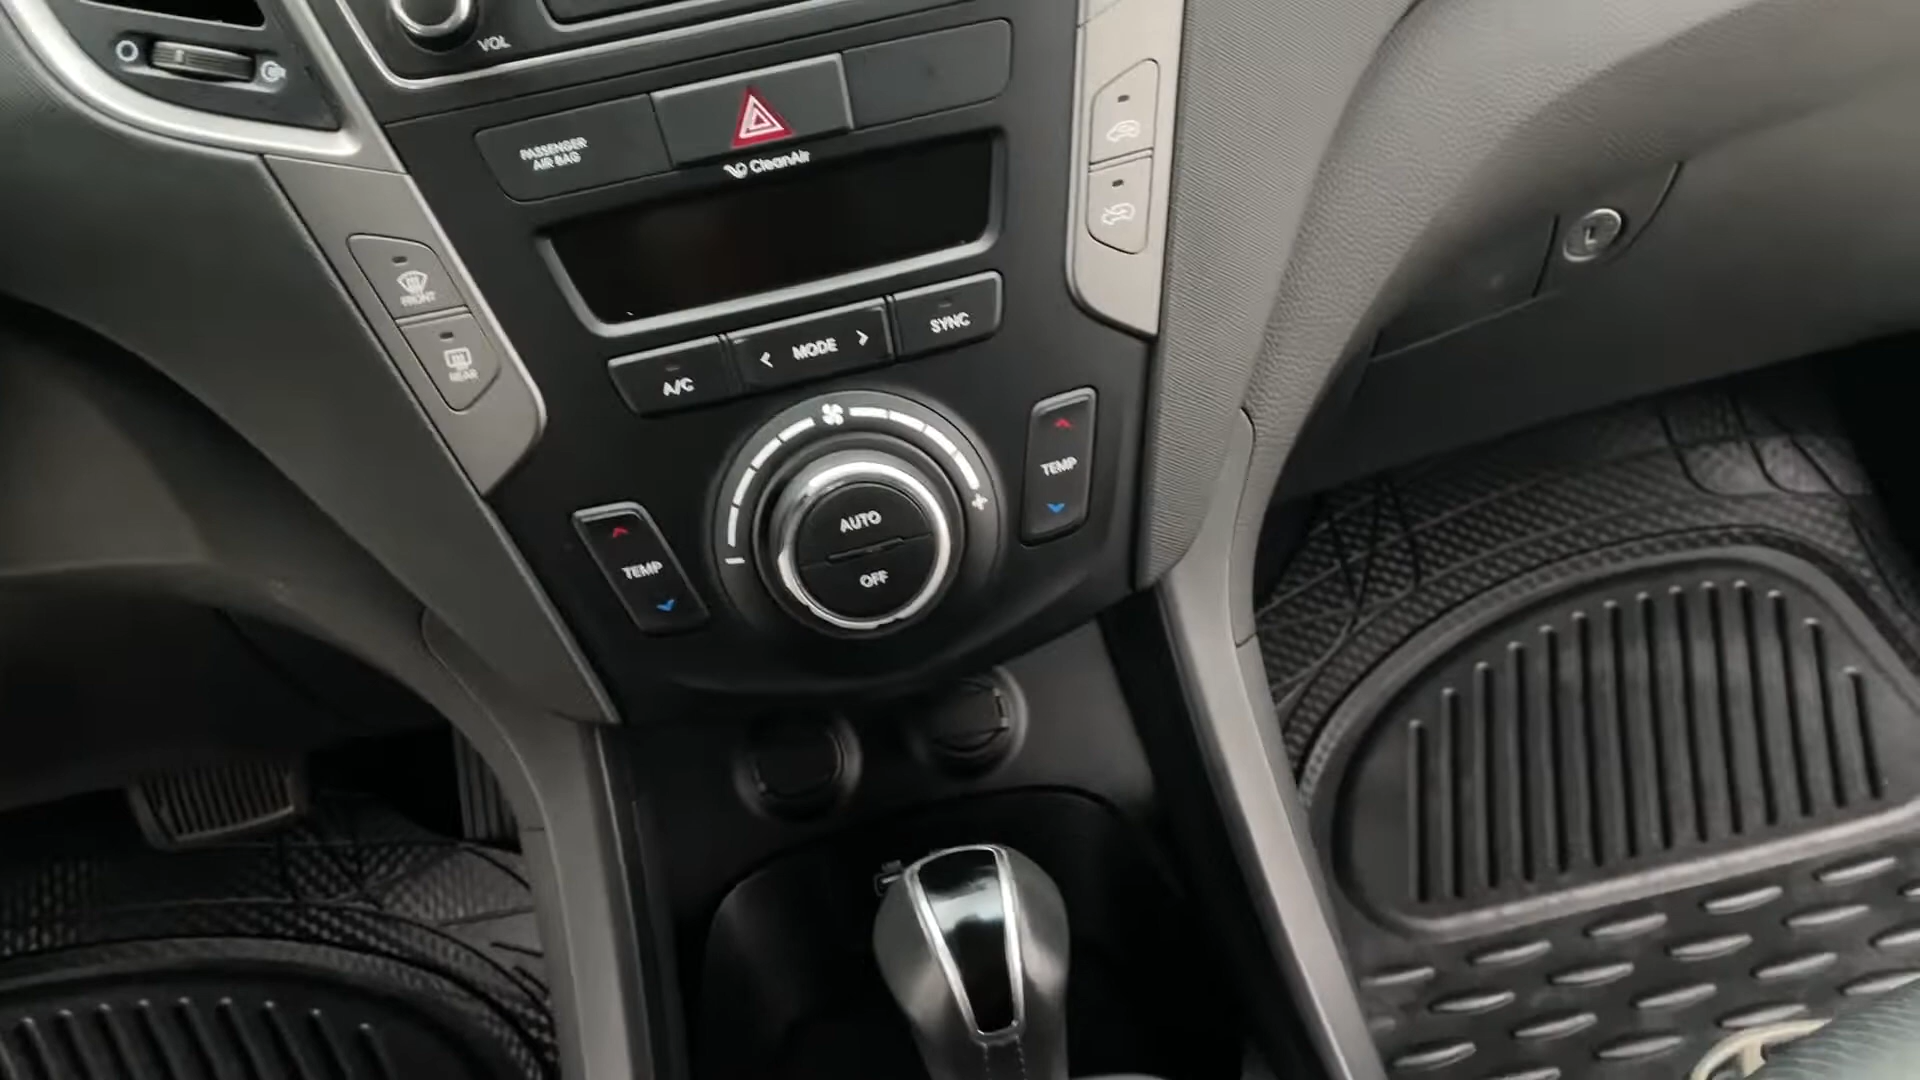 VOL
PASSENGER
AIR BAG
CleanAir
FRONT
REAR
A/C
< MODE >
SYNC
TEMP
AUTO
OFF
TEMP